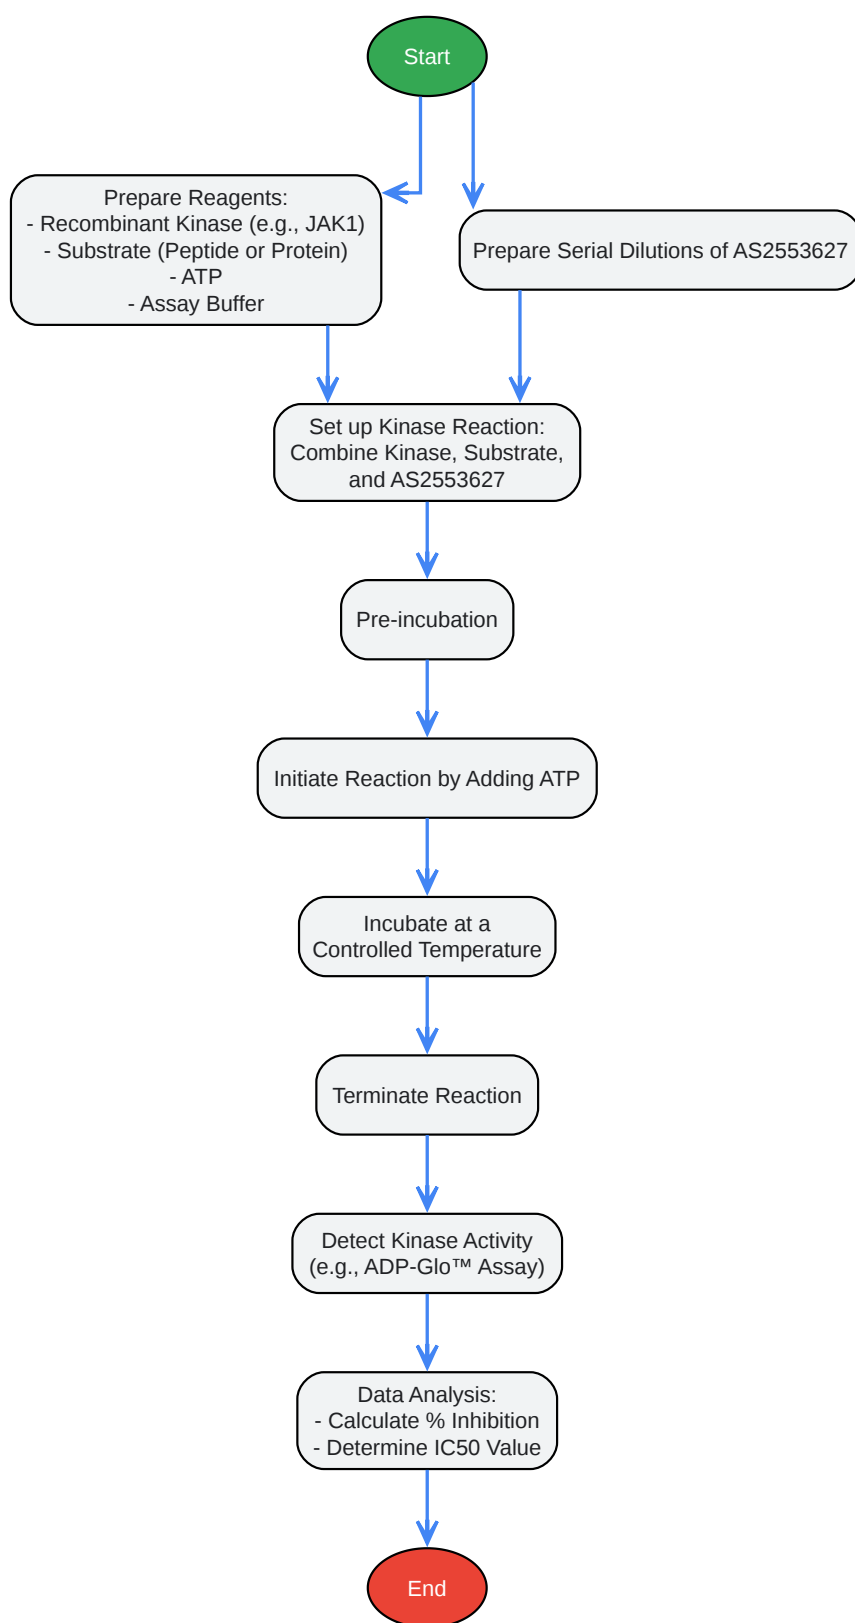 Start
Prepare Reagents:
- Recombinant Kinase (e.g., JAK1)
- Substrate (Peptide or Protein)
- ATP
- Assay Buffer
Prepare Serial Dilutions of AS2553627
Set up Kinase Reaction:
Combine Kinase, Substrate,
and AS2553627
Pre-incubation
Initiate Reaction by Adding ATP
Incubate at a
Controlled Temperature
Terminate Reaction
Detect Kinase Activity
(e.g., ADP-Glo™ Assay)
Data Analysis:
- Calculate % Inhibition
- Determine IC50 Value
End